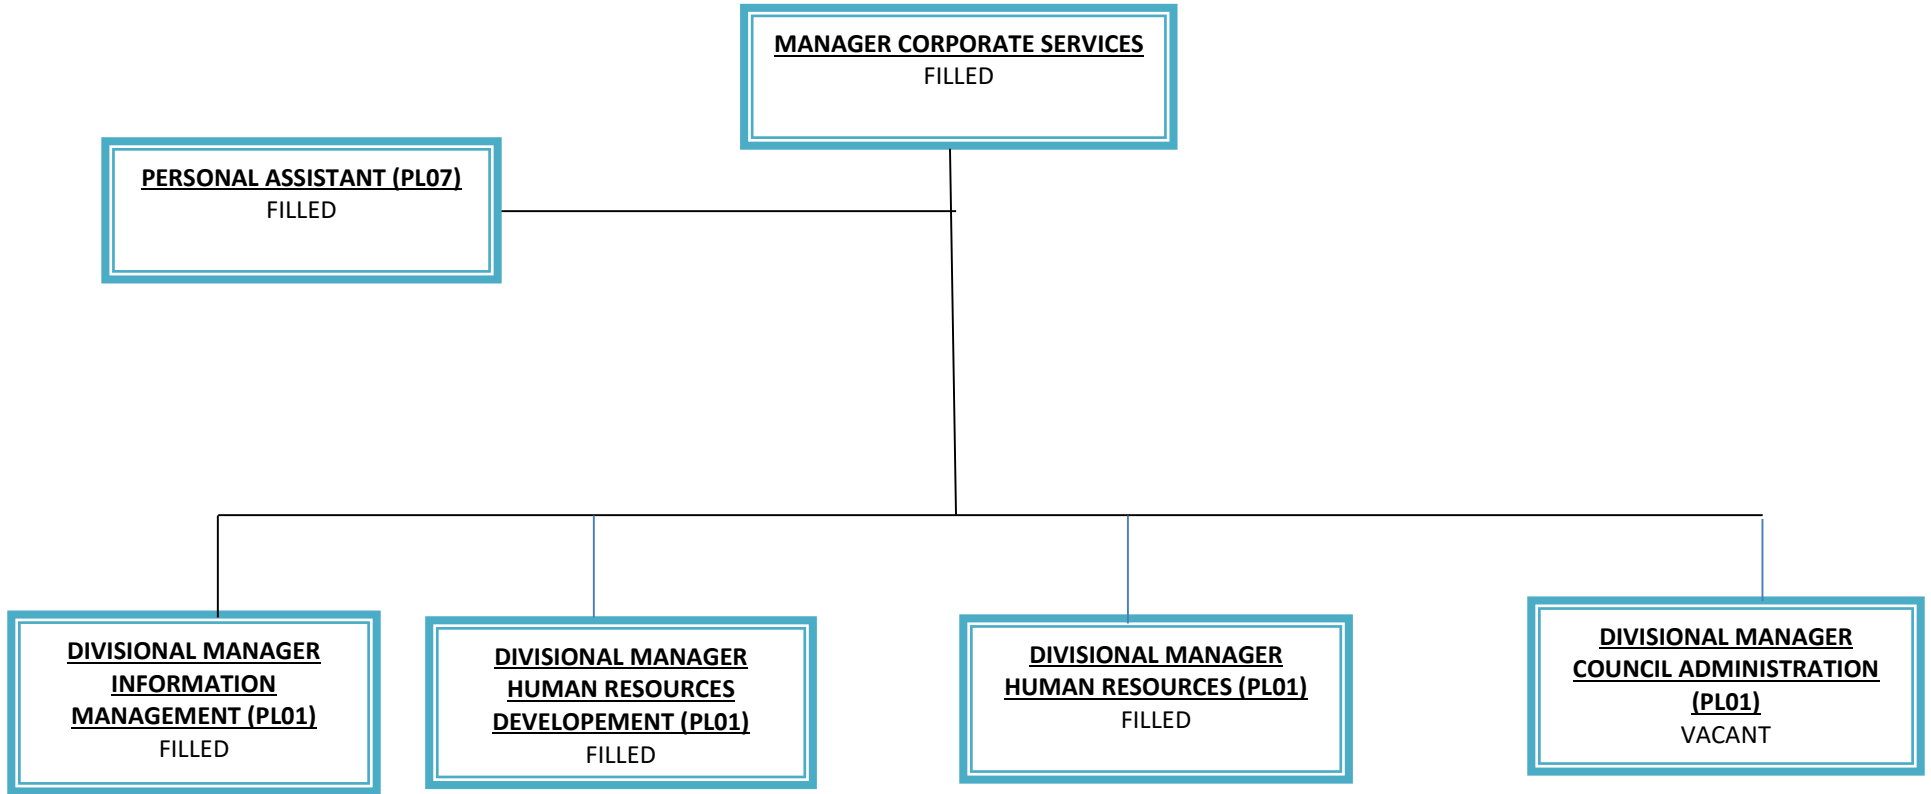 MANAGER CORPORATE SERVICES
FILLED
PERSONAL ASSISTANT (PL07)
FILLED
DIVISIONAL MANAGER
INFORMATION
MANAGEMENT (PL01)
FILLED
DIVISIONAL MANAGER
HUMAN RESOURCES
DEVELOPEMENT (PL01)
FILLED
DIVISIONAL MANAGER
HUMAN RESOURCES (PL01)
FILLED
DIVISIONAL MANAGER
COUNCIL ADMINISTRATION
(PL01)
VACANT